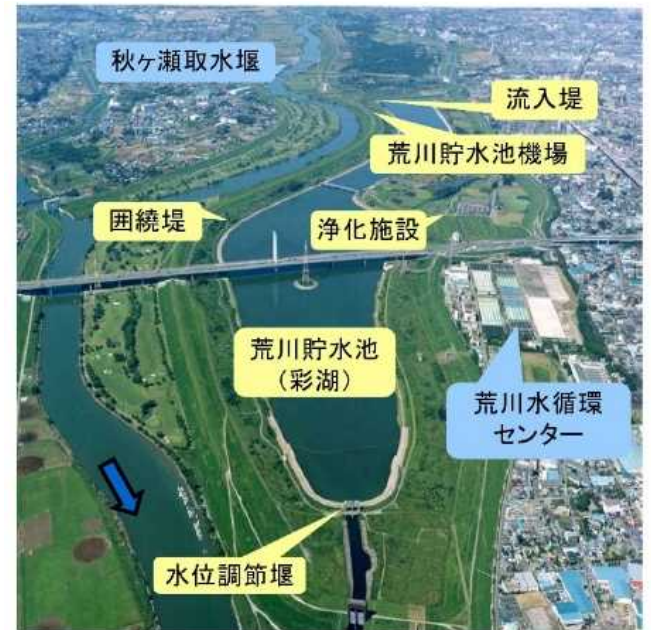 秋ヶ瀬取水堰
流入堤
荒川貯水池機場
囲繞堤
浄化施設
荒川貯水池
（彩湖）
荒川水循環
センター
水位調節堰